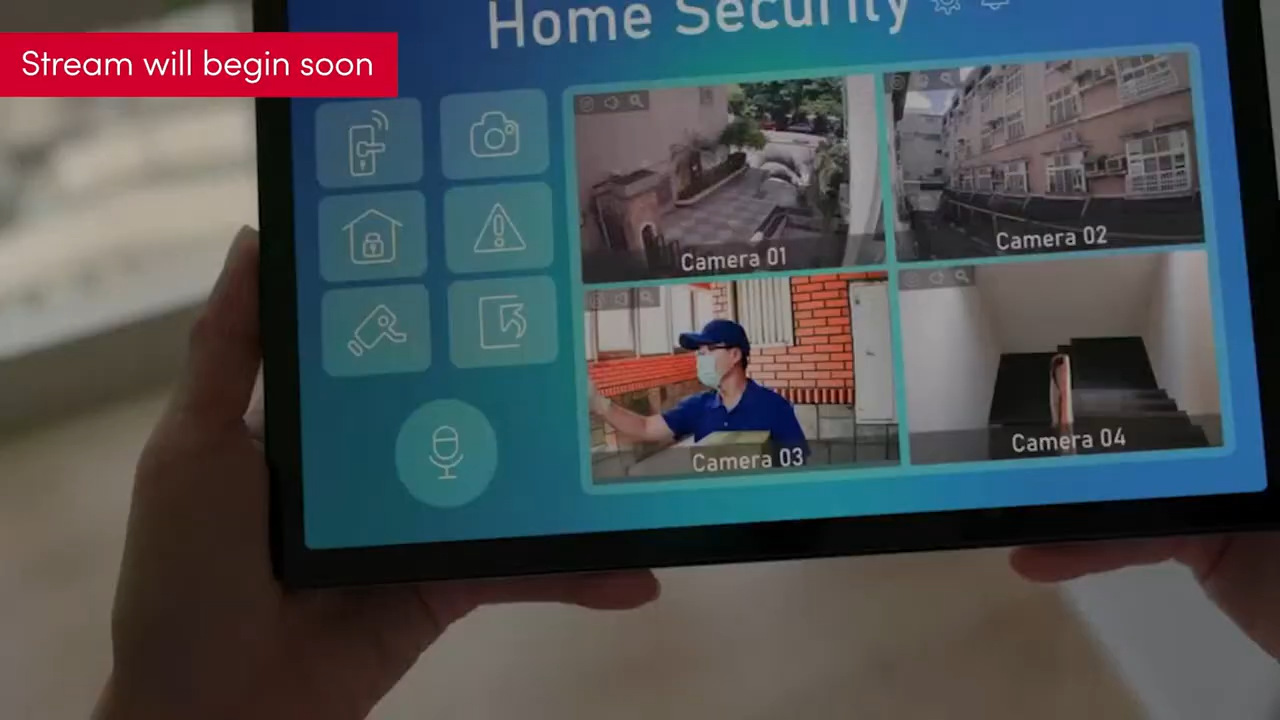 Home Security
Stream will begin soon
Camera 01
Camera 02
Camera 03
Camera 04